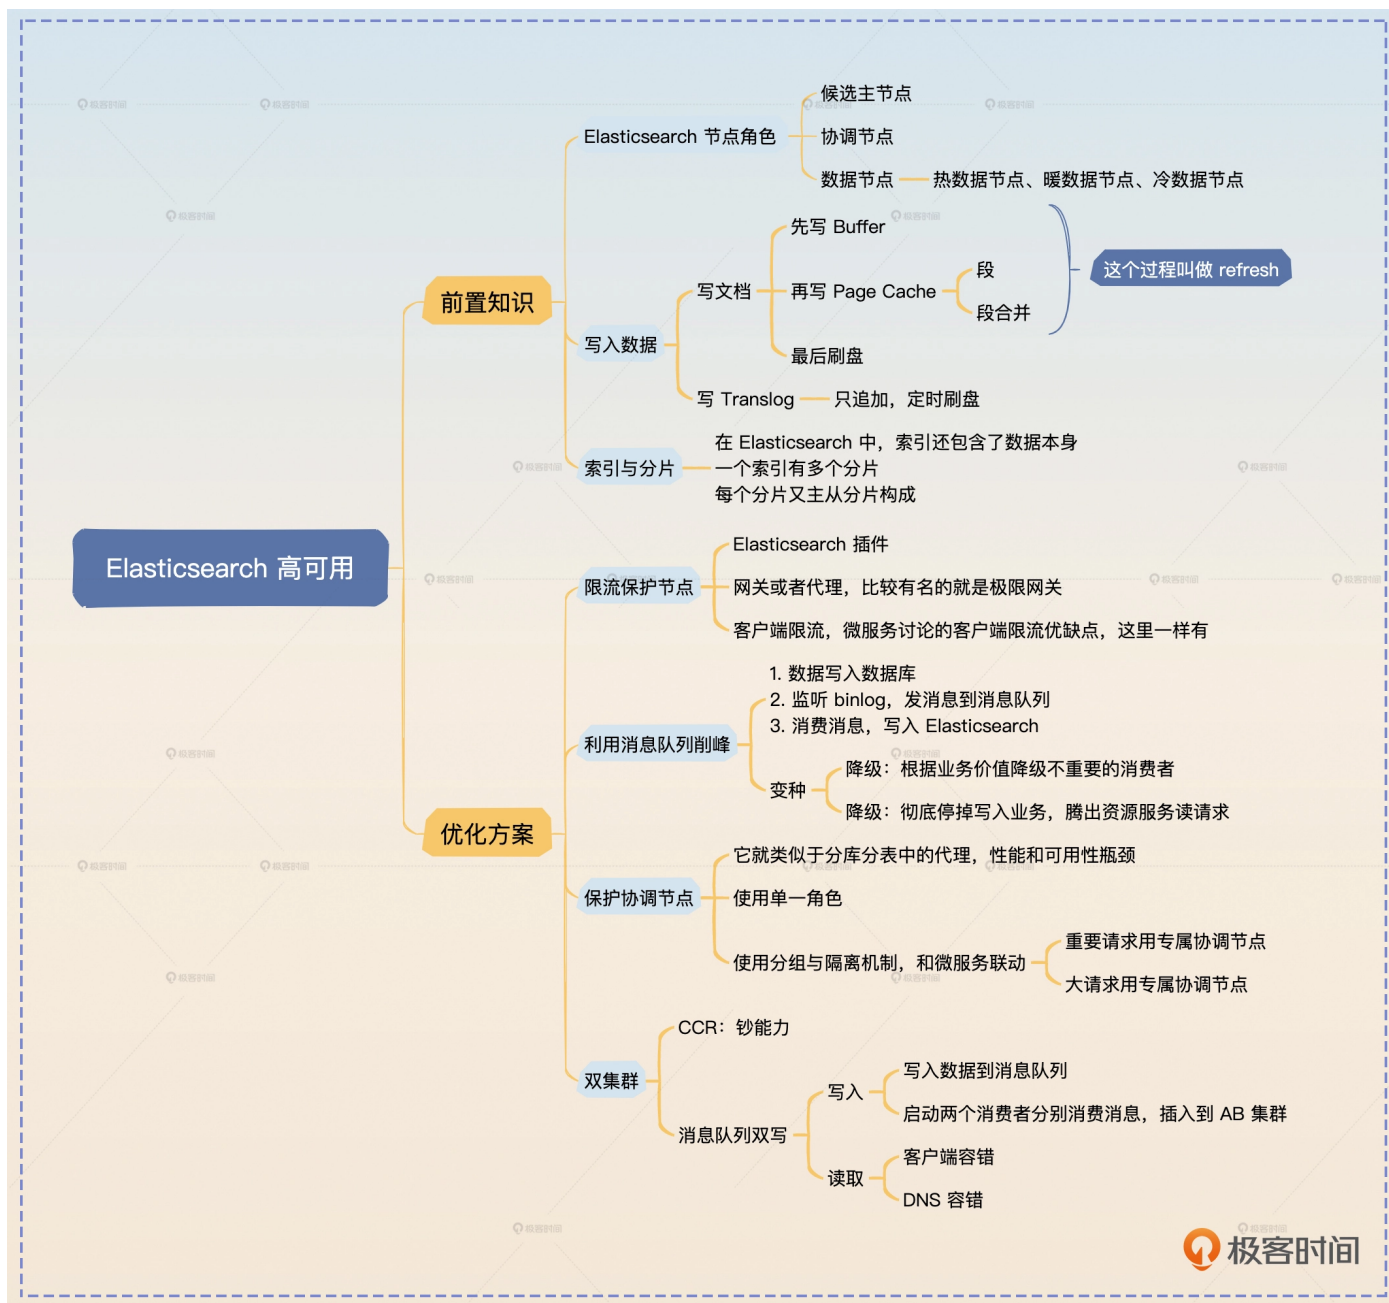 Elasticsearch 高可用
前置知识
Elasticsearch 节点角色
候选主节点
协调节点
数据节点
热数据节点、暖数据节点、冷数据节点
写入数据
写文档
先写 Buffer
再写 Page Cache
段
段合并
最后刷盘
这个过程叫做 refresh
写 Translog
只追加，定时刷盘
索引与分片
在 Elasticsearch 中，索引还包含了数据本身
一个索引有多个分片
每个分片又主从分片构成
优化方案
限流保护节点
Elasticsearch 插件
网关或者代理，比较有名的就是极限网关
客户端限流，微服务讨论的客户端限流优缺点，这里一样有
利用消息队列削峰
1. 数据写入数据库
2. 监听 binlog，发消息到消息队列
3. 消费消息，写入 Elasticsearch
变种
降级：根据业务价值降级不重要的消费者
降级：彻底停掉写入业务，腾出资源服务读请求
保护协调节点
它就类似于分库分表中的代理，性能和可用性瓶颈
使用单一角色
使用分组与隔离机制，和微服务联动
重要请求用专属协调节点
大请求用专属协调节点
双集群
CCR：钞能力
消息队列双写
写入
写入数据到消息队列
启动两个消费者分别消费消息，插入到 AB 集群
读取
客户端容错
DNS 容错
极客时间